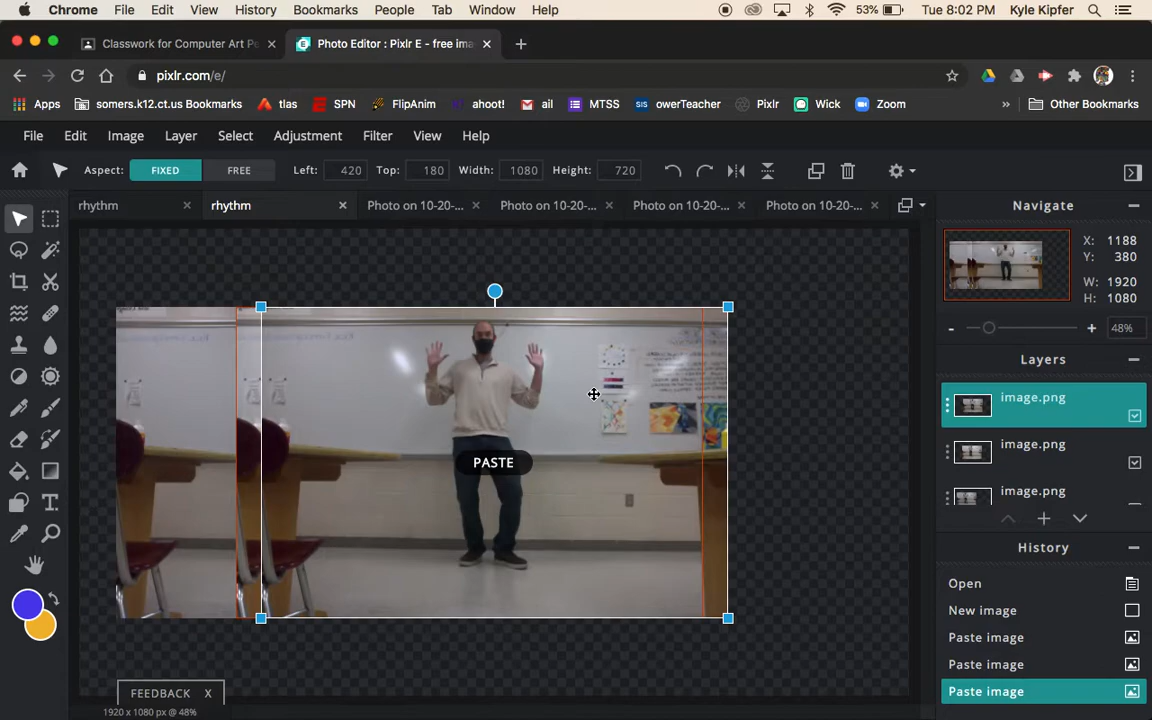 Chrome File Edit View History Bookmarks People Tab Window Help 53% Tue 8:02 PM Kyle Kipfer
Classwork for Computer Art Pe × Photo Editor : Pixlr E - free ima × +
pixlr.com/e/
Apps somers.k12.ct.us Bookmarks tlas SPN FlipAnim ahoot! ail MTSS SIS owerTeacher Pixlr Wick Zoom » Other Bookmarks
File Edit Image Layer Select Adjustment Filter View Help
Aspect: FIXED FREE Left: 420 Top: 180 Width: 1080 Height: 720
rhythm × rhythm × Photo on 10-20-... × Photo on 10-20-... × Photo on 10-20-... × Photo on 10-20-... × Navigate
X: 1188
Y: 380
W: 1920
H: 1080
- + 48%
Layers
image.png
image.png
image.png
PASTE
History
Open
New image
Paste image
Paste image
Paste image
FEEDBACK X
1920 x 1080 px @ 48%